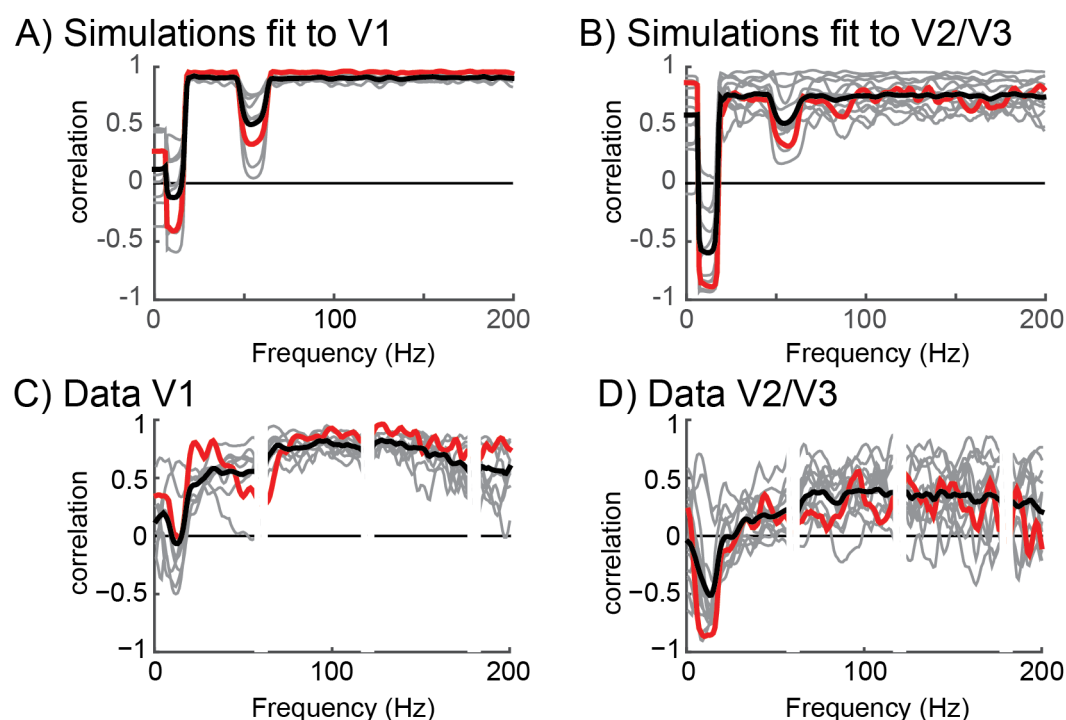 A) Simulations fit to V1
B) Simulations fit to V2/V3
1
0.5
0
-0.5
-1
correlation
0
100
200
Frequency (Hz)
1
0.5
0
-0.5
-1
correlation
0
100
200
Frequency (Hz)
C) Data V1
D) Data V2/V3
1
0.5
0
−0.5
−1
correlation
0
100
200
Frequency (Hz)
1
0.5
0
−0.5
−1
correlation
0
100
200
Frequency (Hz)